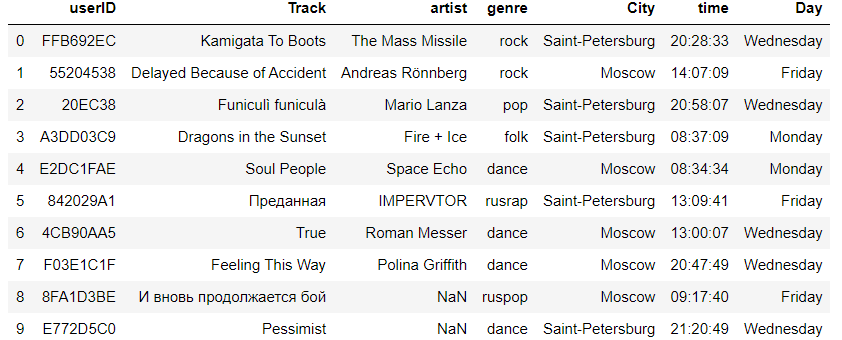 userID Track artist genre City time Day
0 FFB692EC Kamigata To Boots The Mass Missile rock Saint-Petersburg 20:28:33 Wednesday
1 55204538 Delayed Because of Accident Andreas Rönnberg rock Moscow 14:07:09 Friday
2 20EC38 Funiculì funiculà Mario Lanza pop Saint-Petersburg 20:58:07 Wednesday
3 A3DD03C9 Dragons in the Sunset Fire + Ice folk Saint-Petersburg 08:37:09 Monday
4 E2DC1FAE Soul People Space Echo dance Moscow 08:34:34 Monday
5 842029A1 Преданная IMPERVTOR rusrap Saint-Petersburg 13:09:41 Friday
6 4CB90AA5 True Roman Messer dance Moscow 13:00:07 Wednesday
7 F03E1C1F Feeling This Way Polina Griffith dance Moscow 20:47:49 Wednesday
8 8FA1D3BE И вновь продолжается бой NaN ruspop Moscow 09:17:40 Friday
9 E772D5C0 Pessimist NaN dance Saint-Petersburg 21:20:49 Wednesday